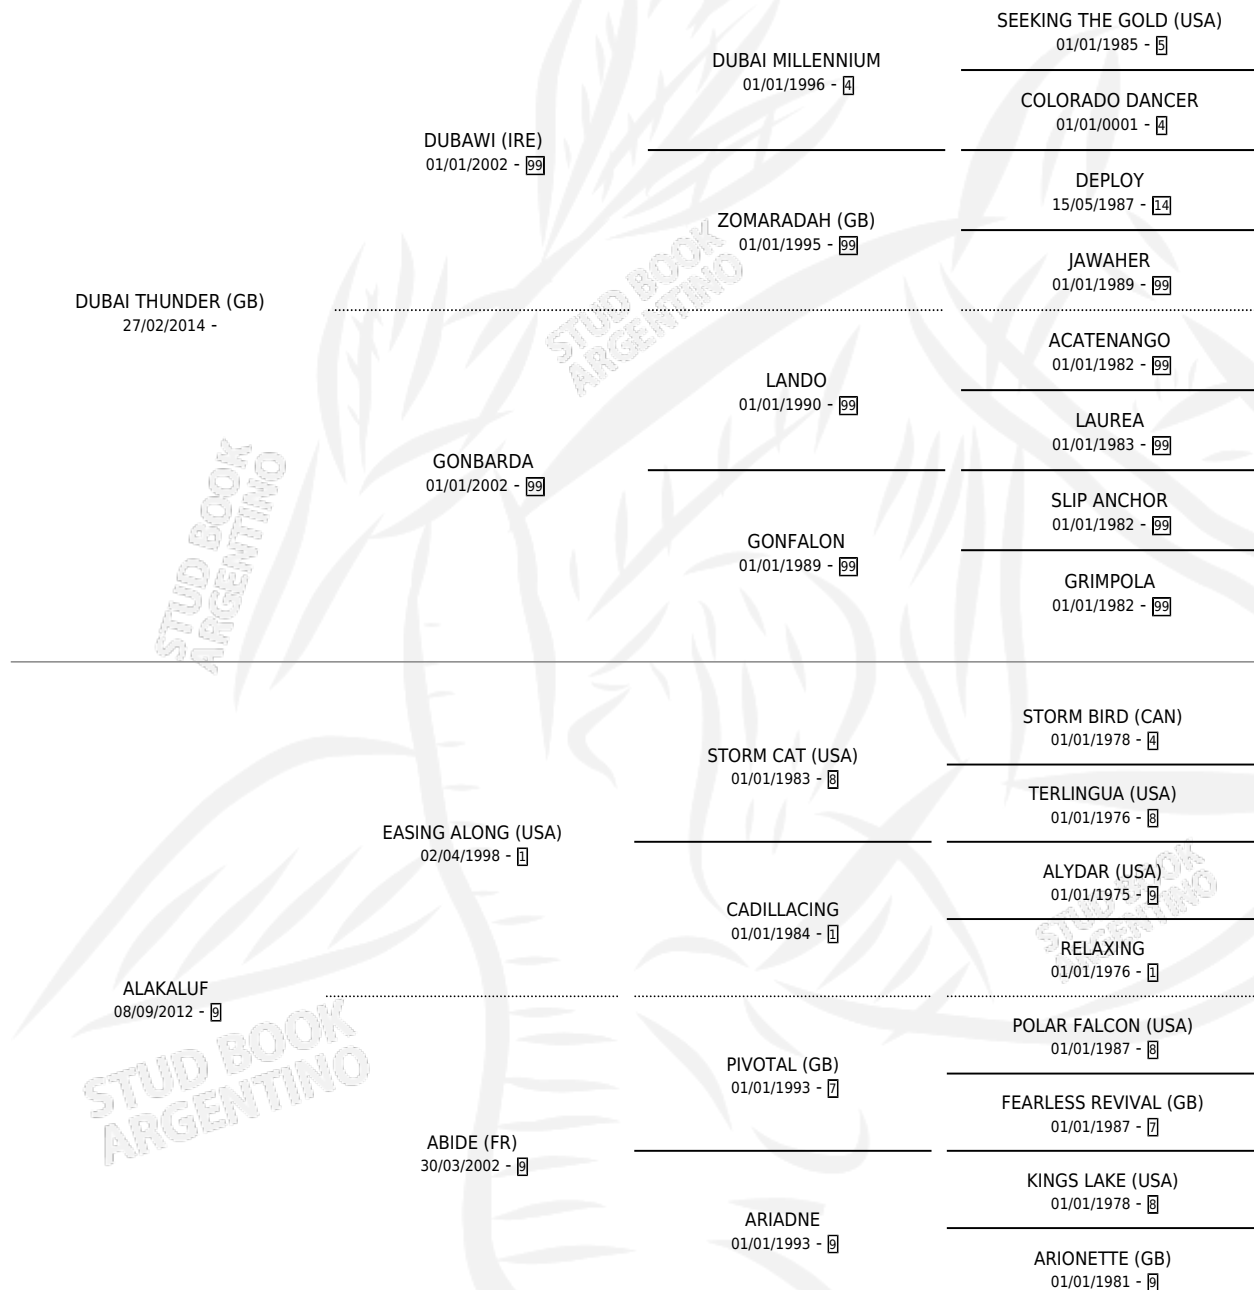 SEEKING THE GOLD (USA)
01/01/1985 - 5
DUBAI MILLENNIUM
01/01/1996 - 4
COLORADO DANCER
01/01/0001 - 4
DUBAWI (IRE)
01/01/2002 - 99
DEPLOY
15/05/1987 - 14
ZOMARADAH (GB)
01/01/1995 - 99
JAWAHER
01/01/1989 - 99
DUBAI THUNDER (GB)
27/02/2014 -
STUD BOOK
ARGENTINO
ACATENANGO
01/01/1982 - 99
LANDO
01/01/1990 - 99
LAUREA
01/01/1983 - 99
GONBARDA
01/01/2002 - 99
SLIP ANCHOR
01/01/1982 - 99
GONFALON
01/01/1989 - 99
GRIMPOLA
01/01/1982 - 99
STUD BOOK
ARGENTINO
STORM BIRD (CAN)
01/01/1978 - 4
STORM CAT (USA)
01/01/1983 - 8
TERLINGUA (USA)
01/01/1976 - 8
EASING ALONG (USA)
02/04/1998 - 1
ALYDAR (USA)
01/01/1975 - 9
CADILLACING
01/01/1984 - 1
RELAXING
01/01/1976 - 1
STUD BOOK
ARGENTINO
ALAKALUF
08/09/2012 - 9
POLAR FALCON (USA)
01/01/1987 - 8
PIVOTAL (GB)
01/01/1993 - 7
FEARLESS REVIVAL (GB)
01/01/1987 - 7
STUD BOOK
ARGENTINO
ABIDE (FR)
30/03/2002 - 9
KINGS LAKE (USA)
01/01/1978 - 8
ARIADNE
01/01/1993 - 9
ARIONETTE (GB)
01/01/1981 - 9